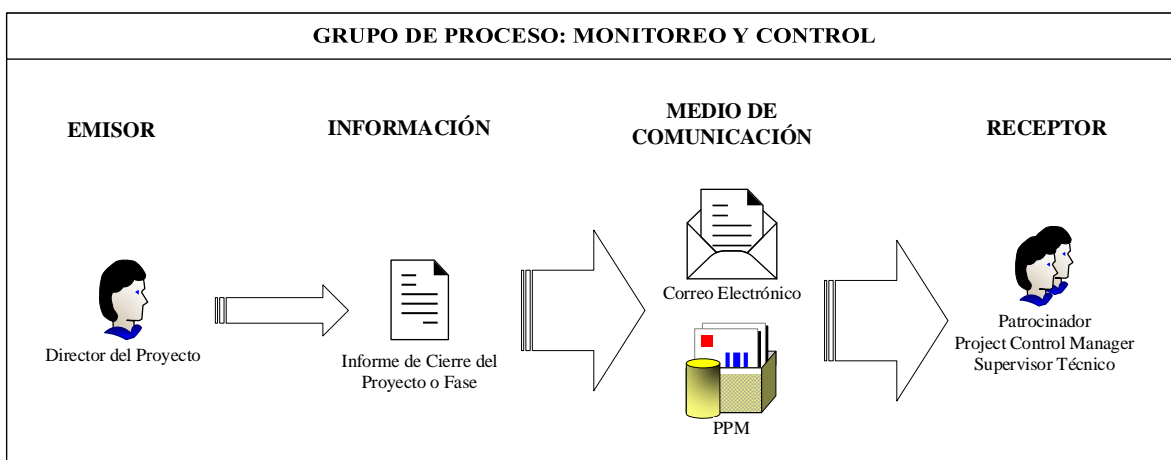 GRUPO DE PROCESO: MONITOREO Y CONTROL
EMISOR
INFORMACIÓN
MEDIO DE
COMUNICACIÓN
RECEPTOR
Director del Proyecto
Informe de Cierre del
Proyecto o Fase
Correo Electrónico
PPM
Patrocinador
Project Control Manager
Supervisor Técnico